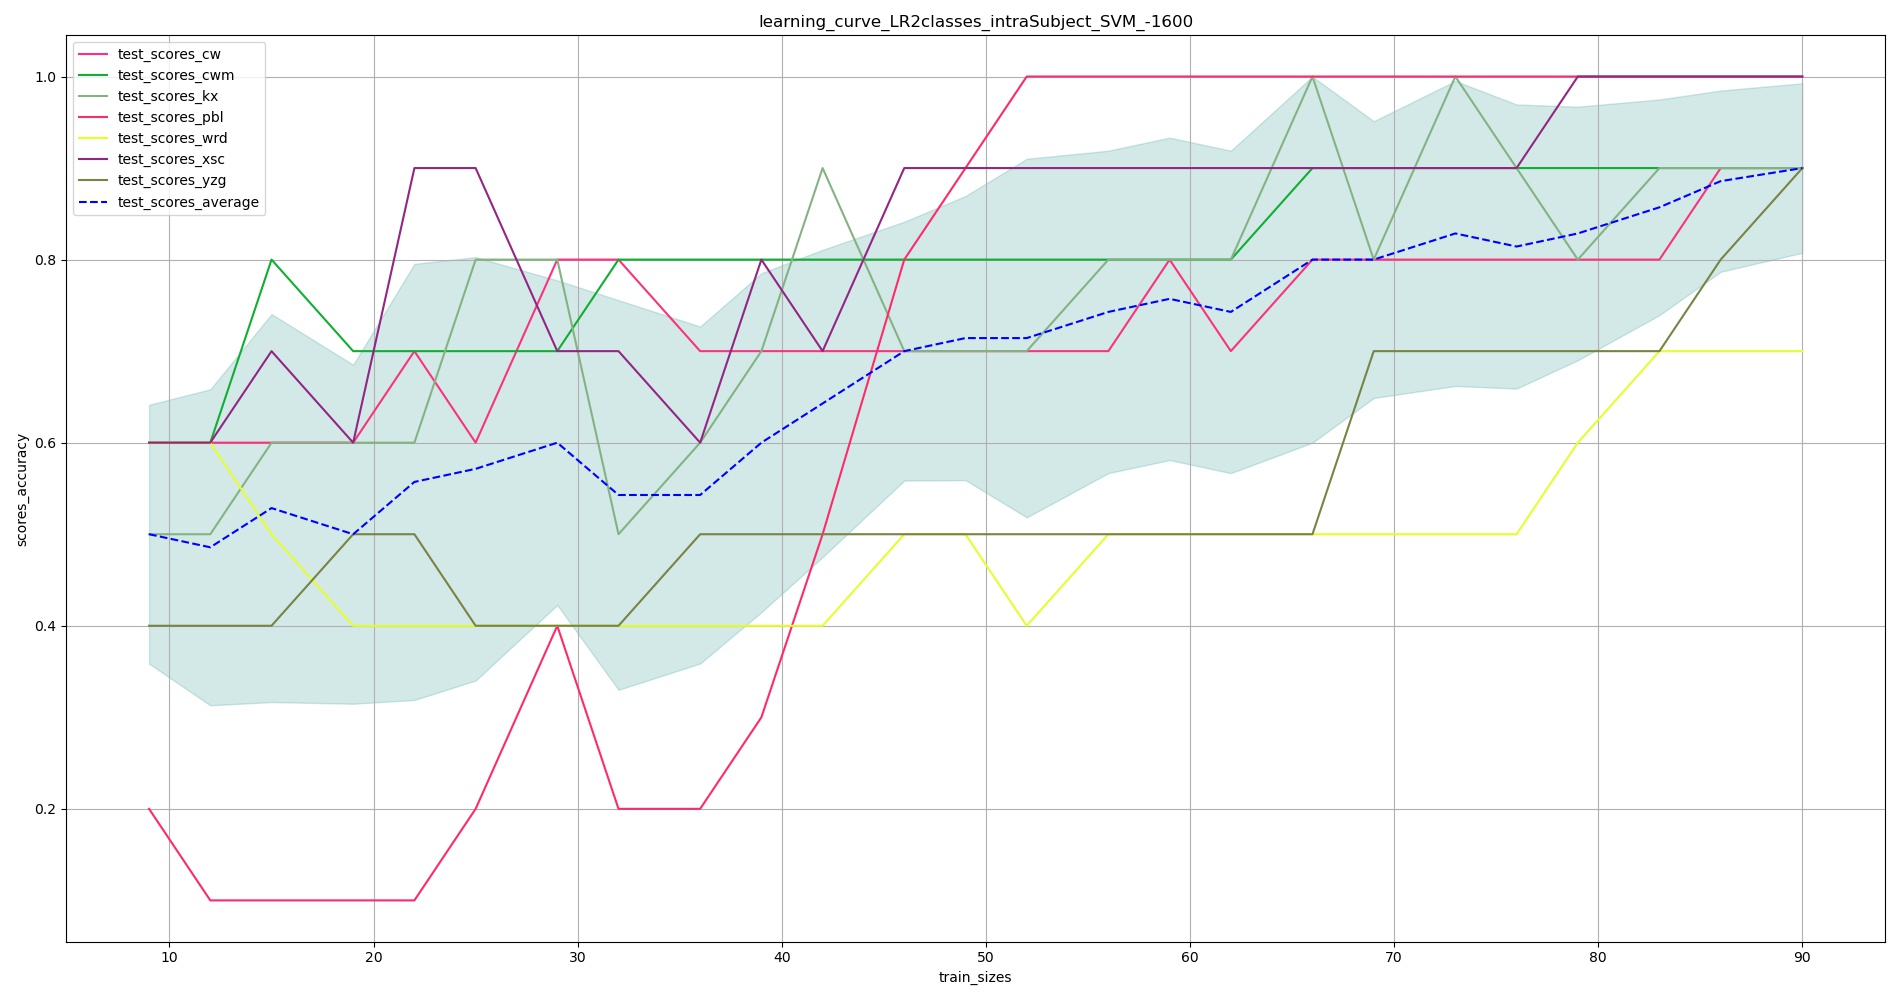 learning_curve_LR2classes_intraSubject_SVM_-1600
test_scores_cw
test_scores_cwm
test_scores_kx
test_scores_pbl
test_scores_wrd
test_scores_xsc
test_scores_yzg
test_scores_average
1.0
0.8
0.6
0.4
0.2
scores_accuracy
10 20 30 40 50 60 70 80 90
train_sizes